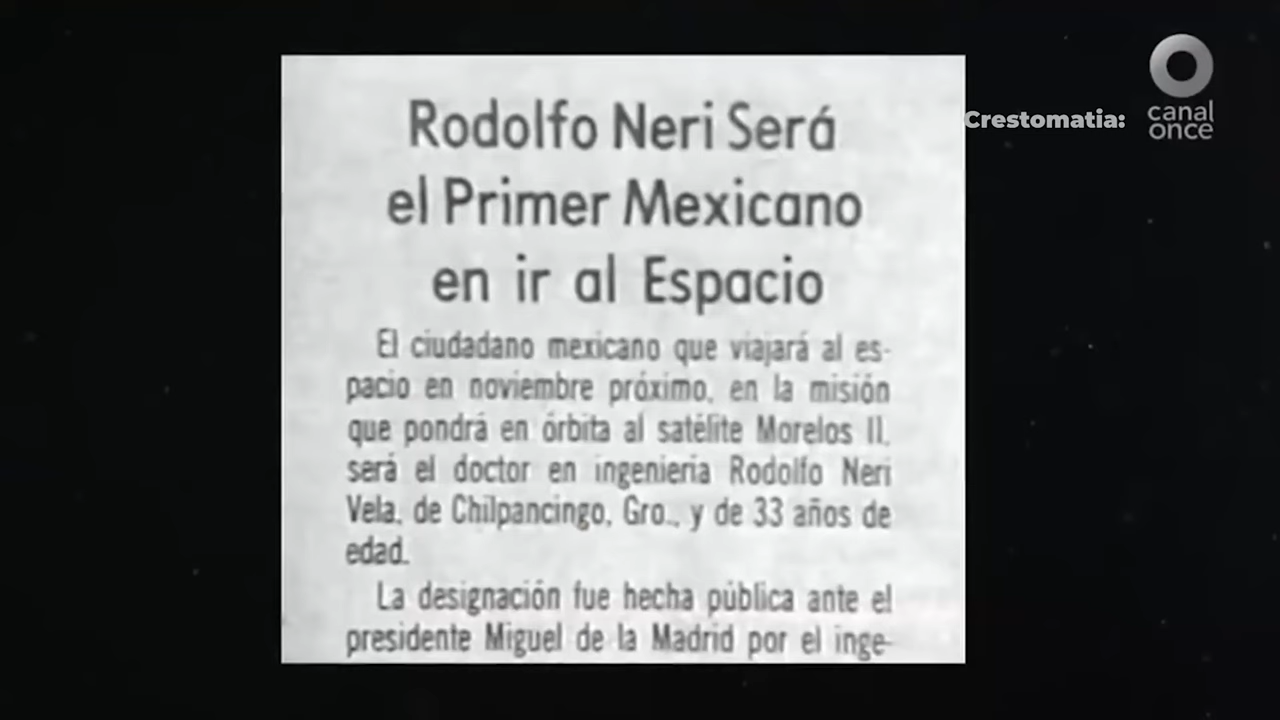 Rodolfo Neri Será
el Primer Mexicano
en ir al Espacio
El ciudadano mexicano que viajará al es-
pacio en noviembre próximo, en la misión
que pondrá en órbita al satélite Morelos II,
será el doctor en ingeniería Rodolfo Neri
Vela, de Chilpancingo, Gro., y de 33 años de
edad.
La designación fue hecha pública ante el
presidente Miguel de la Madrid por el inge-
Crestomatia:
canal
once